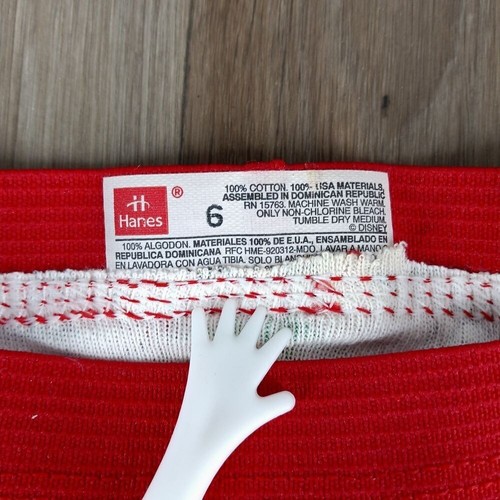 Hanes ®
6
100% COTTON. 100% USA MATERIALS,
ASSEMBLED IN DOMINICAN REPUBLIC
RN 15763. MACHINE WASH WARM.
ONLY NON-CHLORINE BLEACH.
TUMBLE DRY MEDIUM.
© DISNEY
100% ALGODON. MATERIALES 100% DE E.U.A., ENSAMBLADO EN
REPUBLICA DOMINICANA RFC HME-920312-MDO. LAVAR A MANO
EN LAVADORA CON AGUA TIBIA. SOLO